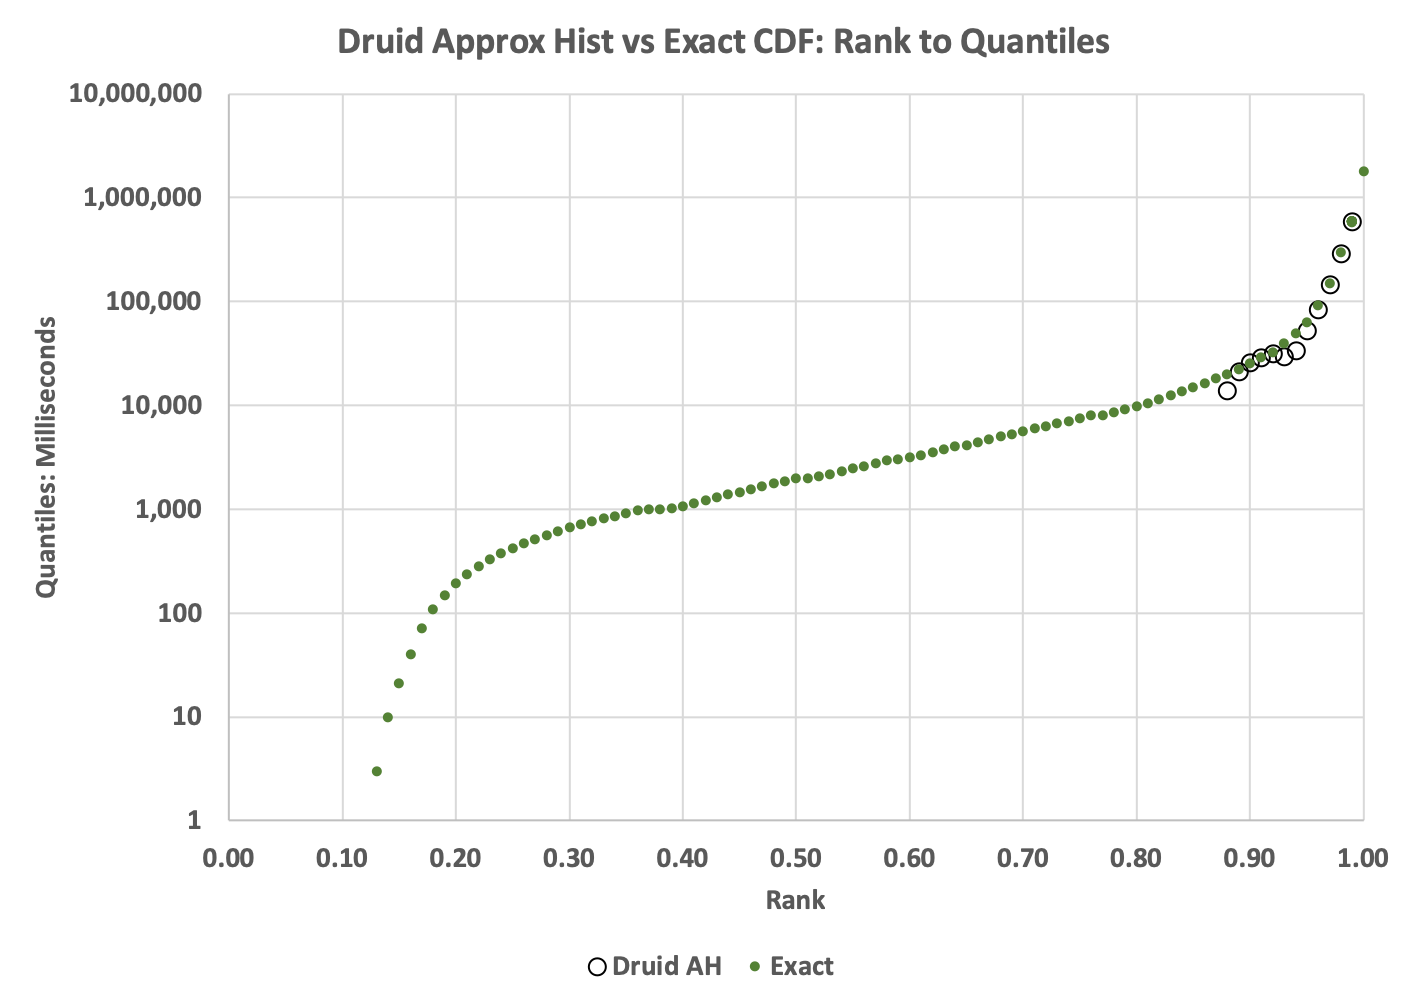 Druid Approx Hist vs Exact CDF: Rank to Quantiles
10,000,000
1,000,000
100,000
10,000
1,000
100
10
1
Quantiles: Milliseconds
0.00 0.10 0.20 0.30 0.40 0.50 0.60 0.70 0.80 0.90 1.00
Rank
Druid AH Exact